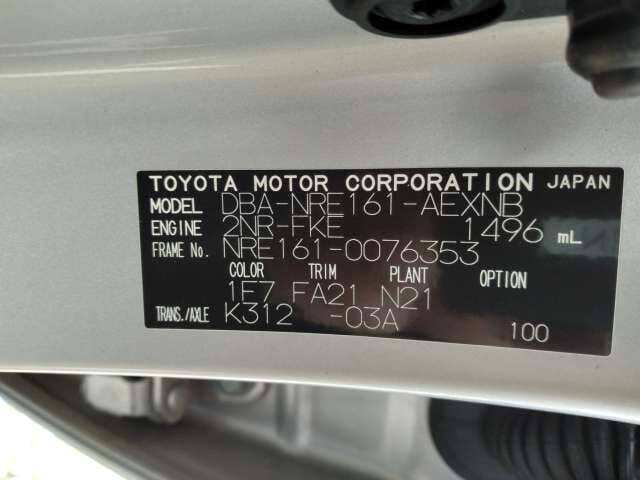 TOYOTA MOTOR CORPORATION JAPAN
MODEL DBA-NRE161-AEXNB
ENGINE 2NR-FKE 1496 mL
FRAME No. NRE161-0076353
COLOR TRIM PLANT OPTION
1F7 FA21 N21
TRANS./AXLE K312 -03A
100